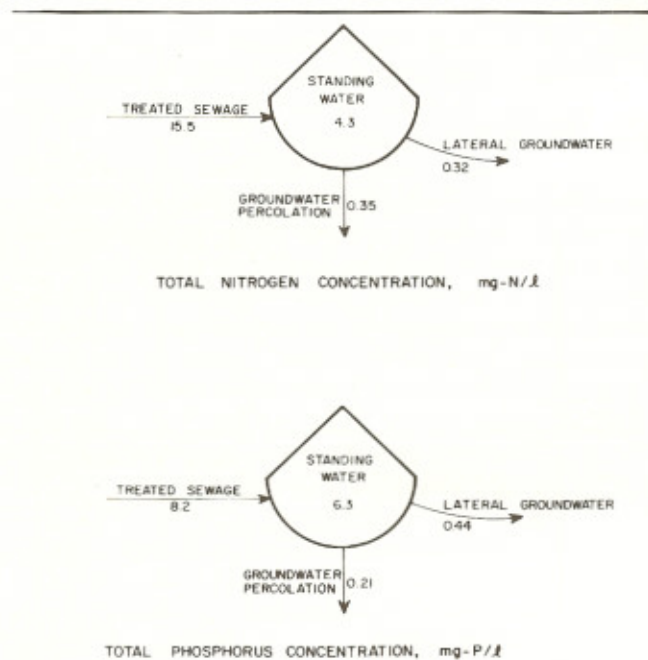 STANDING
WATER
4.3
TREATED SEWAGE
15.5
LATERAL GROUNDWATER
0.32
GROUNDWATER
PERCOLATION
0.35
TOTAL NITROGEN CONCENTRATION, mg-N/ℓ
STANDING
WATER
6.3
TREATED SEWAGE
8.2
LATERAL GROUNDWATER
0.44
GROUNDWATER
PERCOLATION
0.21
TOTAL PHOSPHORUS CONCENTRATION, mg-P/ℓ